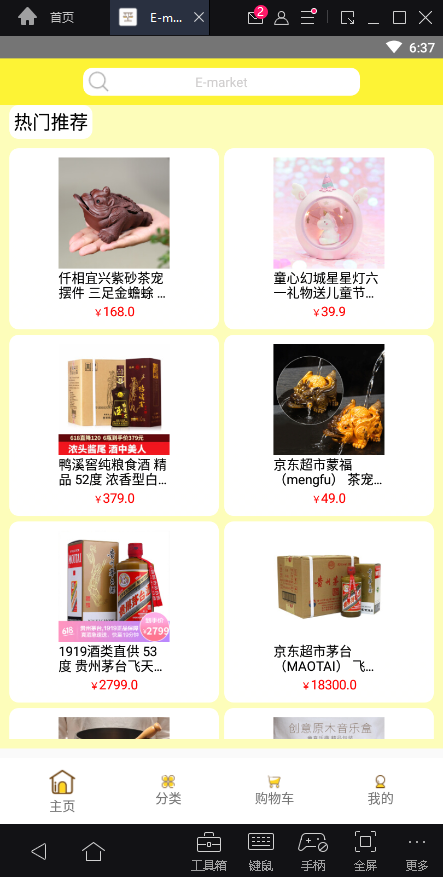 首页
E-m...
2
6:37
E-market
热门推荐
仟相宜兴紫砂茶宠
摆件 三足金蟾蜍 ...
￥168.0
童心幻城星星灯六
一礼物送儿童节...
￥39.9
618直降120 6瓶到手价379元
浓头酱尾 酒中美人
鸭溪窖纯粮食酒 精
品 52度 浓香型白...
￥379.0
京东超市蒙福
（mengfu） 茶宠...
￥49.0
MOUTAI
到手价
￥2799
1919酒类直供 53
度 贵州茅台飞天...
￥2799.0
京东超市茅台
（MAOTAI） 飞...
￥18300.0
创意原木音乐盒
主页
分类
购物车
我的
工具箱
键鼠
手柄
全屏
更多